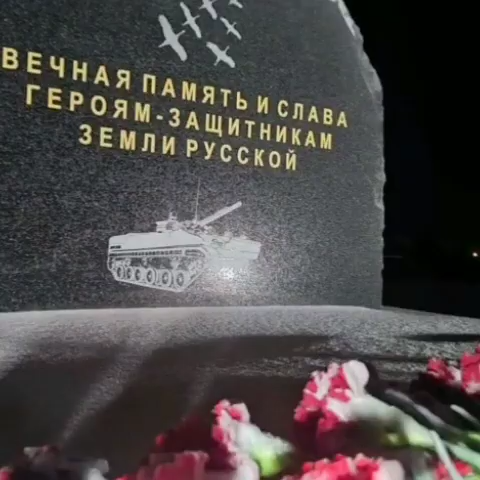 ВЕЧНАЯ ПАМЯТЬ И СЛАВА
ГЕРОЯМ-ЗАЩИТНИКАМ
ЗЕМЛИ РУССКОЙ